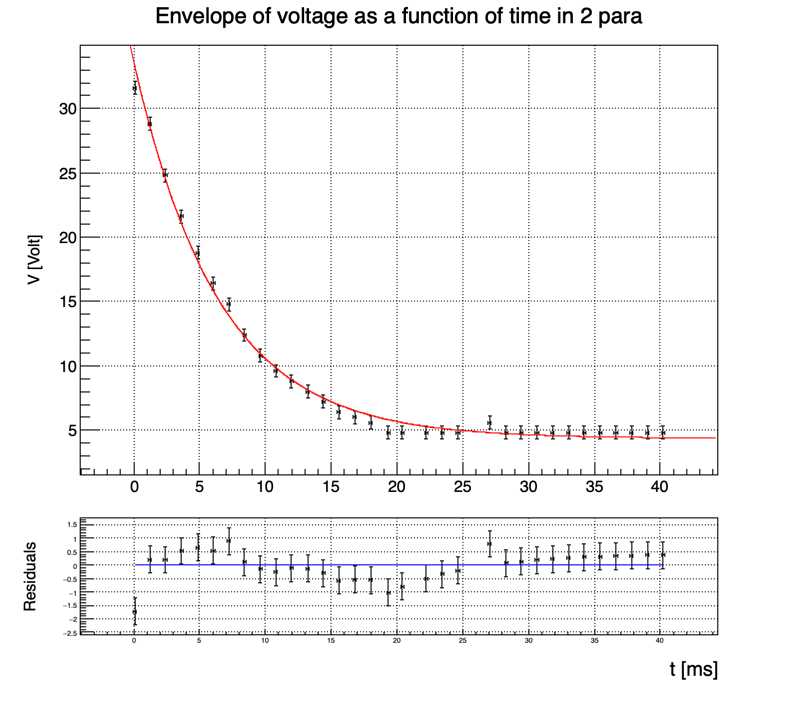 Envelope of voltage as a function of time in 2 para
V [Volt]
30
25
20
15
10
5
0 5 10 15 20 25 30 35 40
Residuals
1.5
1
0.5
0
−0.5
−1
−1.5
−2
−2.5
0 5 10 15 20 25 30 35 40
t [ms]